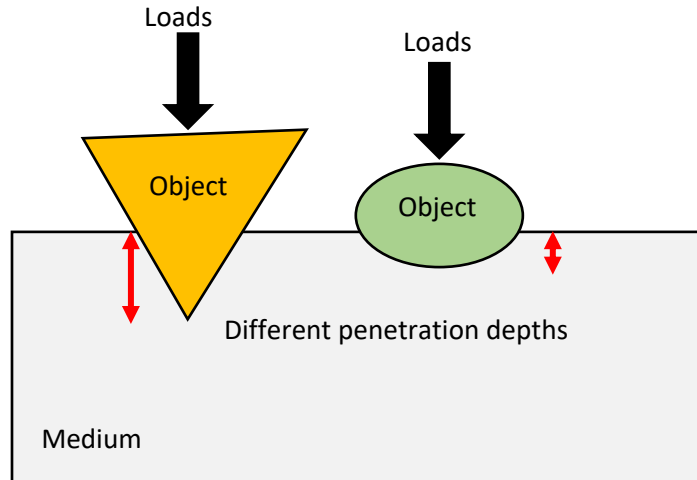 Loads
Loads
Object
Object
Different penetration depths
Medium